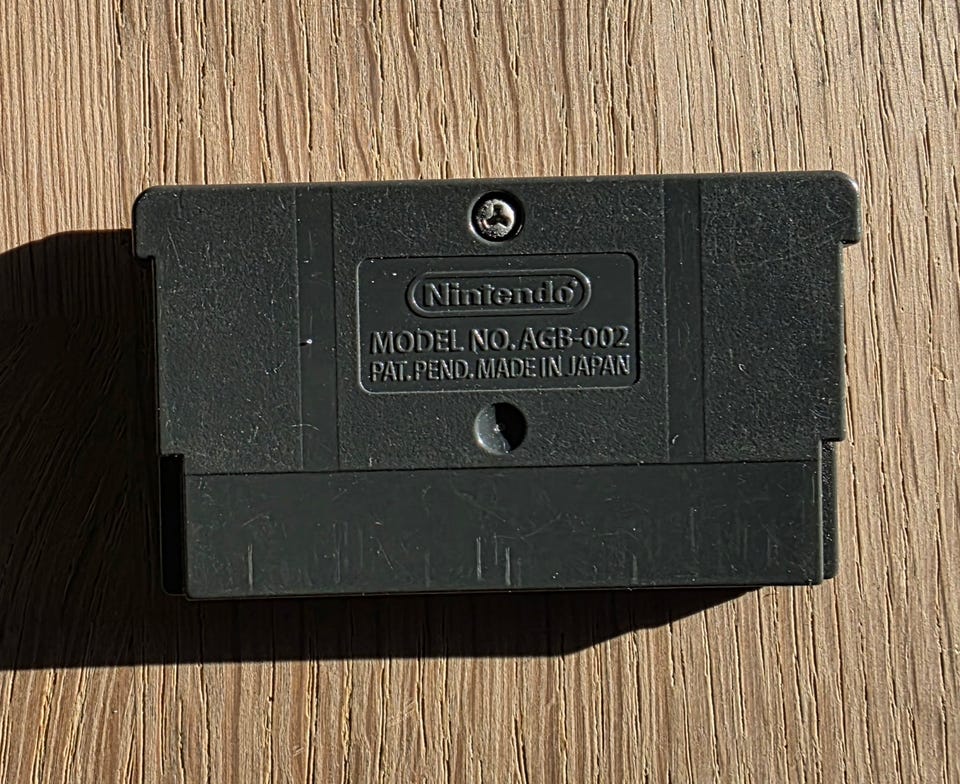 Nintendo
MODEL NO. AGB-002
PAT. PEND. MADE IN JAPAN